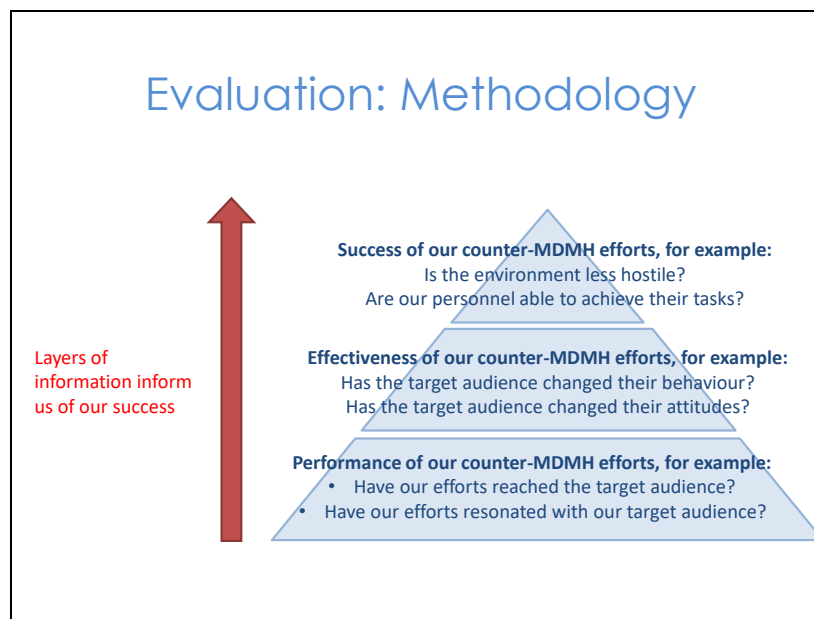 Evaluation: Methodology
Success of our counter-MDMH efforts, for example:
Is the environment less hostile?
Are our personnel able to achieve their tasks?
Layers of
information inform
us of our success
Effectiveness of our counter-MDMH efforts, for example:
Has the target audience changed their behaviour?
Has the target audience changed their attitudes?
Performance of our counter-MDMH efforts, for example:
• Have our efforts reached the target audience?
• Have our efforts resonated with our target audience?